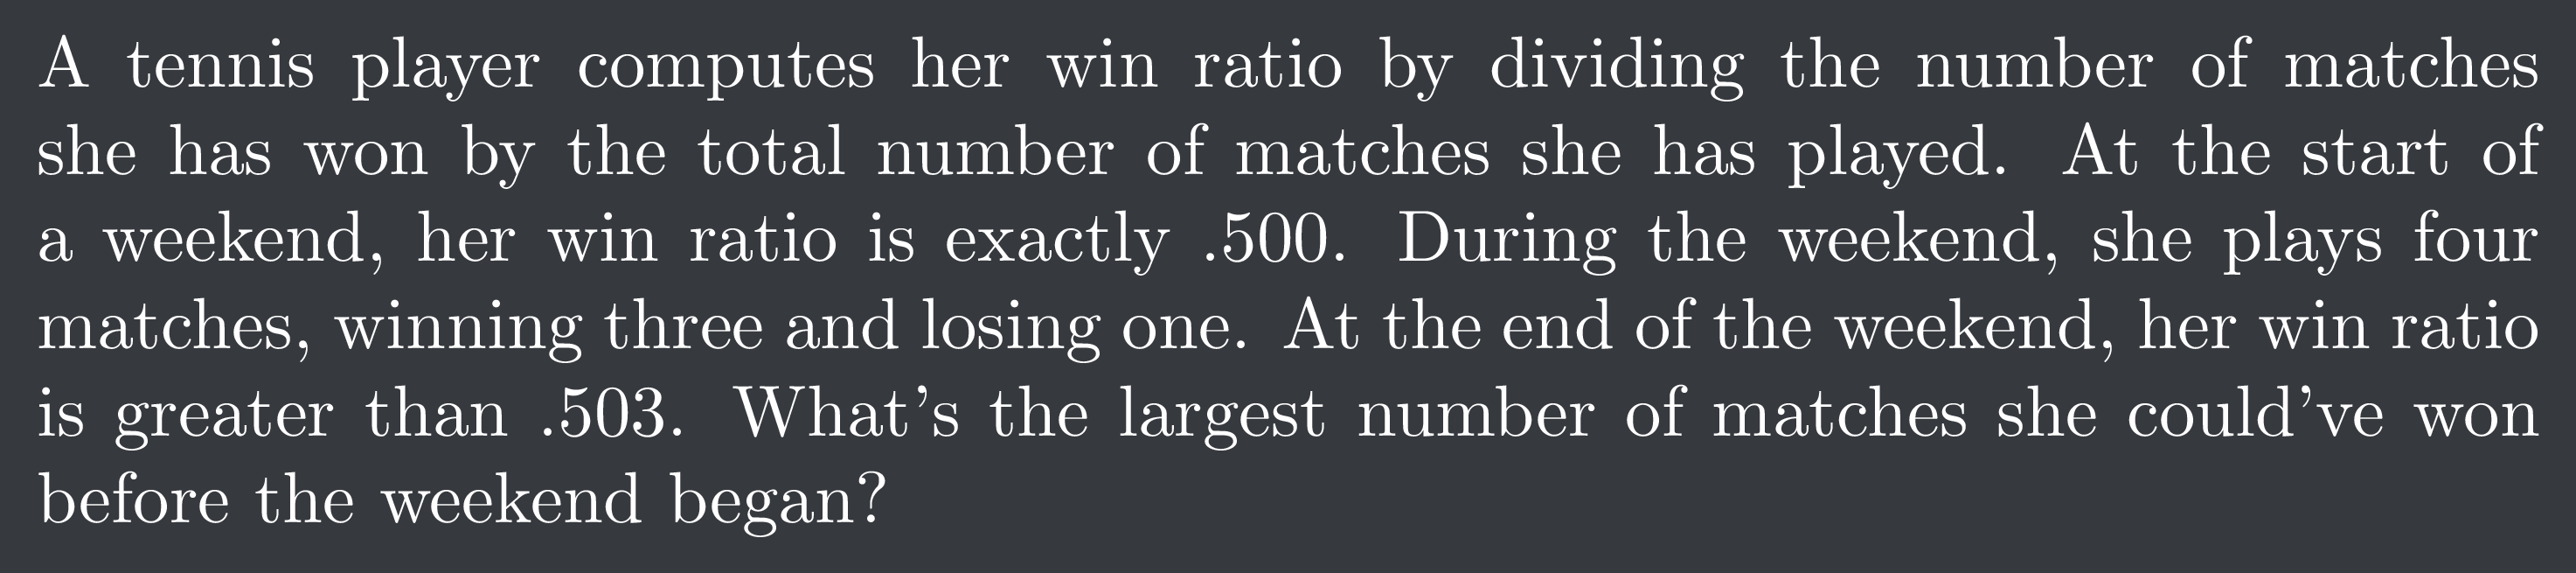 A tennis player computes her win ratio by dividing the number of matches
she has won by the total number of matches she has played. At the start of
a weekend, her win ratio is exactly .500. During the weekend, she plays four
matches, winning three and losing one. At the end of the weekend, her win ratio
is greater than .503. What’s the largest number of matches she could’ve won
before the weekend began?